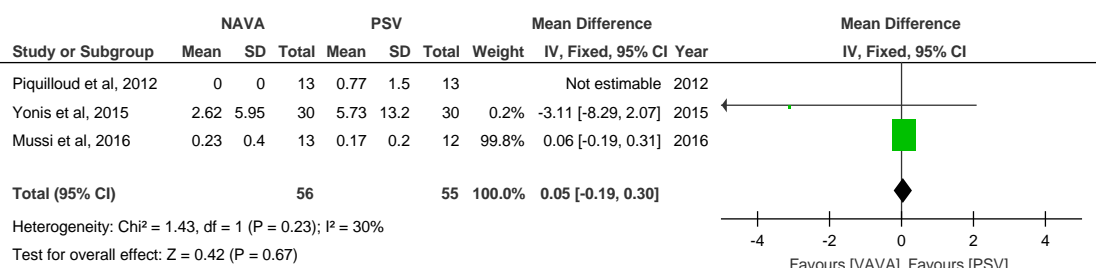 NAVA PSV Mean Difference Mean Difference
Study or Subgroup Mean SD Total Mean SD Total Weight IV, Fixed, 95% CI Year IV, Fixed, 95% CI
Piquilloud et al, 2012 0 0 13 0.77 1.5 13 Not estimable 2012
Yonis et al, 2015 2.62 5.95 30 5.73 13.2 30 0.2% -3.11 [-8.29, 2.07] 2015
Mussi et al, 2016 0.23 0.4 13 0.17 0.2 12 99.8% 0.06 [-0.19, 0.31] 2016
Total (95% CI) 56 55 100.0% 0.05 [-0.19, 0.30]
Heterogeneity: Chi² = 1.43, df = 1 (P = 0.23); I² = 30%
Test for overall effect: Z = 0.42 (P = 0.67)
-4 -2 0 2 4
Favours [VAVA] Favours [PSV]